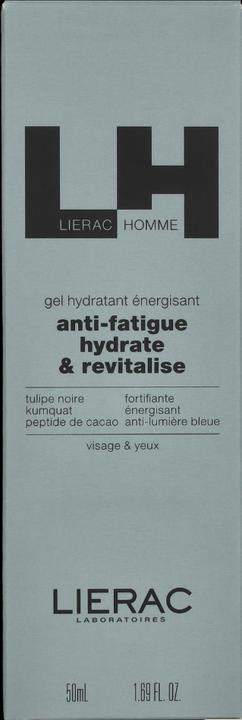 LH
LIERAC HOMME
gel hydratant énergisant
anti-fatigue
hydrate
& revitalise
tulipe noire fortifiante
kumquat énergisant
peptide de cacao anti-lumière bleue
visage & yeux
LIERAC
LABORATOIRES
50mL 1.69 FL. OZ.